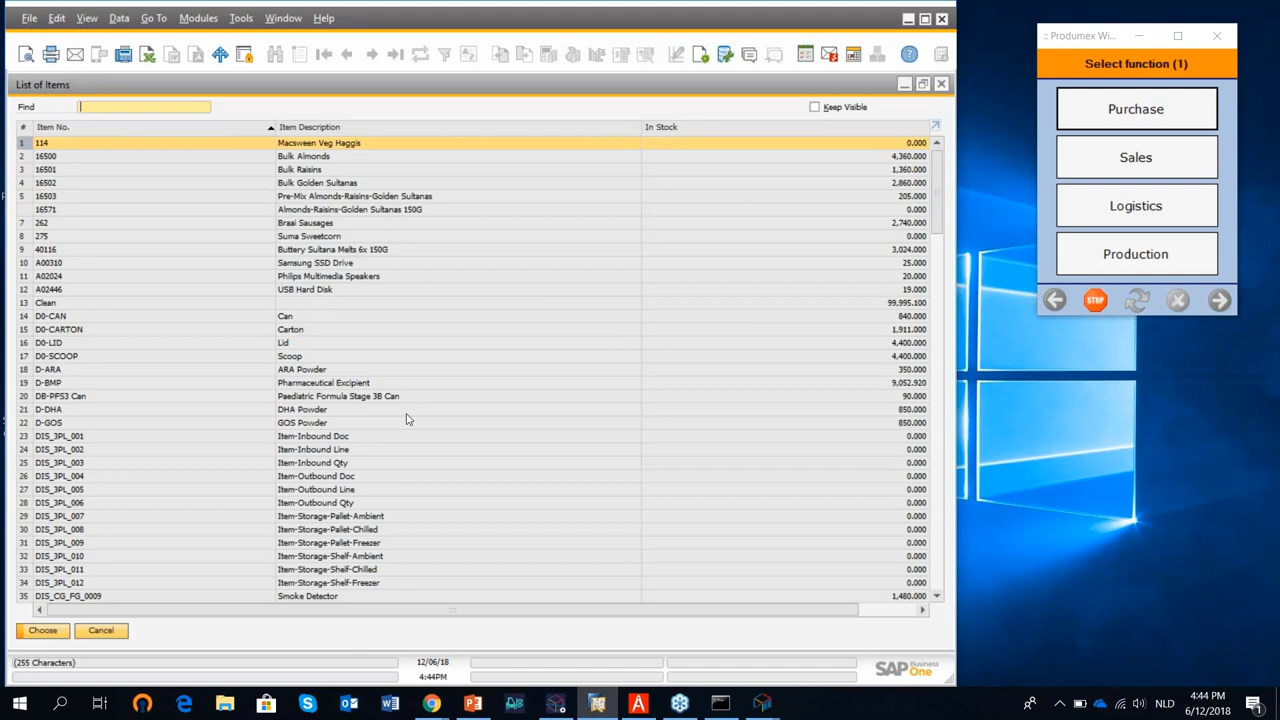 File Edit View Data Go To Modules Tools Window Help
List of Items
Find
Keep Visible
# Item No. Item Description In Stock
1 114 Macsween Veg Haggis 0.000
2 16500 Bulk Almonds 4,360.000
3 16501 Bulk Raisins 1,360.000
4 16502 Bulk Golden Sultanas 2,860.000
5 16503 Pre-Mix Almonds-Raisins-Golden Sultanas 205.000
16571 Almonds-Raisins-Golden Sultanas 150G 0.000
7 262 Braai Sausages 2,740.000
8 275 Suma Sweetcorn 0.000
9 40116 Buttery Sultana Melts 6x 150G 3,024.000
10 A00310 Samsung SSD Drive 25.000
11 A02024 Philips Multimedia Speakers 20.000
12 A02446 USB Hard Disk 19.000
13 Clean 99,995.100
14 D0-CAN Can 840.000
15 D0-CARTON Carton 1,911.000
16 D0-LID Lid 4,400.000
17 D0-SCOOP Scoop 4,400.000
18 D-ARA ARA Powder 350.000
19 D-BMP Pharmaceutical Excipient 9,052.920
20 DB-PFS3 Can Paediatric Formula Stage 3B Can 90.000
21 D-DHA DHA Powder 850.000
22 D-GOS GOS Powder 850.000
23 DIS_3PL_001 Item-Inbound Doc 0.000
24 DIS_3PL_002 Item-Inbound Line 0.000
25 DIS_3PL_003 Item-Inbound Qty 0.000
26 DIS_3PL_004 Item-Outbound Doc 0.000
27 DIS_3PL_005 Item-Outbound Line 0.000
28 DIS_3PL_006 Item-Outbound Qty 0.000
29 DIS_3PL_007 Item-Storage-Pallet-Ambient 0.000
30 DIS_3PL_008 Item-Storage-Pallet-Chilled 0.000
31 DIS_3PL_009 Item-Storage-Pallet-Freezer 0.000
32 DIS_3PL_010 Item-Storage-Shelf-Ambient 0.000
33 DIS_3PL_011 Item-Storage-Shelf-Chilled 0.000
34 DIS_3PL_012 Item-Storage-Shelf-Freezer 0.000
35 DIS_CG_FG_0009 Smoke Detector 1,480.000
Choose Cancel
(255 Characters) 12/06/18
4:44PM
SAP Business One
:: Produmex Wi...
Select function (1)
Purchase
Sales
Logistics
Production
STOP
NLD
4:44 PM
6/12/2018
1